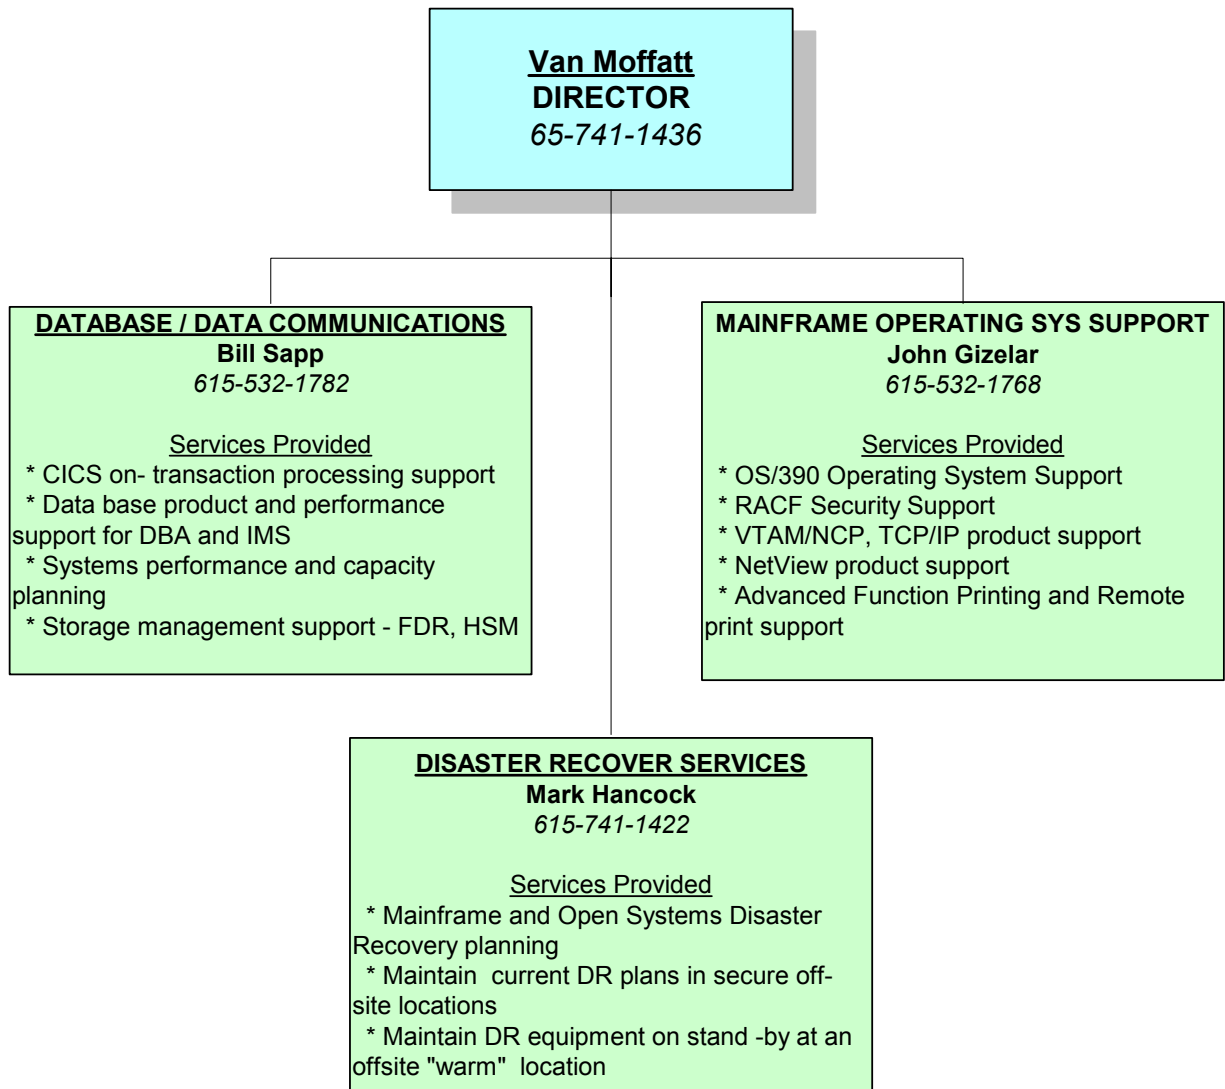 Van Moffatt
DIRECTOR
65-741-1436
DATABASE / DATA COMMUNICATIONS
Bill Sapp
615-532-1782
Services Provided
* CICS on- transaction processing support
* Data base product and performance
support for DBA and IMS
* Systems performance and capacity
planning
* Storage management support - FDR, HSM
MAINFRAME OPERATING SYS SUPPORT
John Gizelar
615-532-1768
Services Provided
* OS/390 Operating System Support
* RACF Security Support
* VTAM/NCP, TCP/IP product support
* NetView product support
* Advanced Function Printing and Remote
print support
DISASTER RECOVER SERVICES
Mark Hancock
615-741-1422
Services Provided
* Mainframe and Open Systems Disaster
Recovery planning
* Maintain  current DR plans in secure off-
site locations
* Maintain DR equipment on stand -by at an
offsite "warm"  location